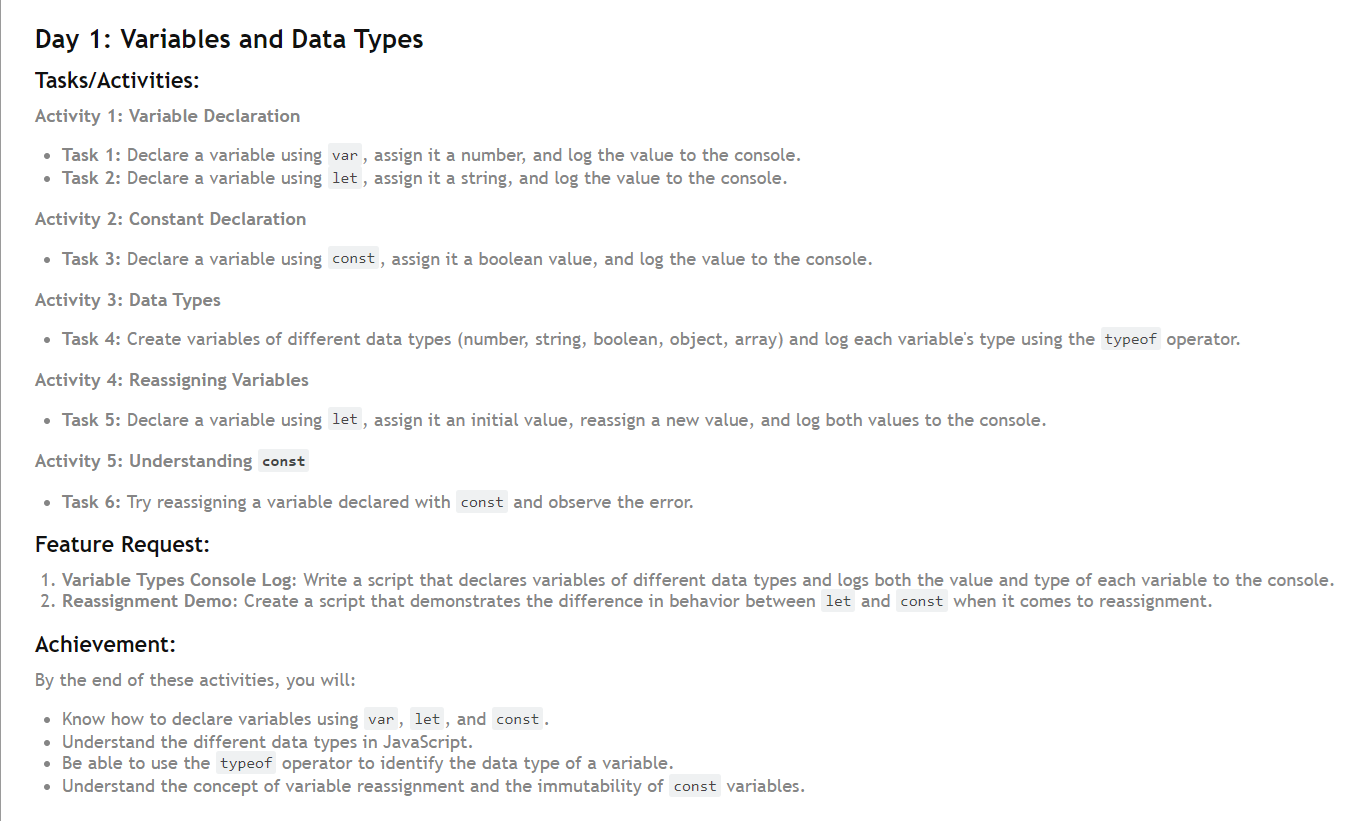 Day 1: Variables and Data Types
Tasks/Activities:
Activity 1: Variable Declaration
• Task 1: Declare a variable using var, assign it a number, and log the value to the console.
• Task 2: Declare a variable using let, assign it a string, and log the value to the console.
Activity 2: Constant Declaration
• Task 3: Declare a variable using const, assign it a boolean value, and log the value to the console.
Activity 3: Data Types
• Task 4: Create variables of different data types (number, string, boolean, object, array) and log each variable's type using the typeof operator.
Activity 4: Reassigning Variables
• Task 5: Declare a variable using let, assign it an initial value, reassign a new value, and log both values to the console.
Activity 5: Understanding const
• Task 6: Try reassigning a variable declared with const and observe the error.
Feature Request:
1. Variable Types Console Log: Write a script that declares variables of different data types and logs both the value and type of each variable to the console.
2. Reassignment Demo: Create a script that demonstrates the difference in behavior between let and const when it comes to reassignment.
Achievement:
By the end of these activities, you will:
• Know how to declare variables using var, let, and const.
• Understand the different data types in JavaScript.
• Be able to use the typeof operator to identify the data type of a variable.
• Understand the concept of variable reassignment and the immutability of const variables.